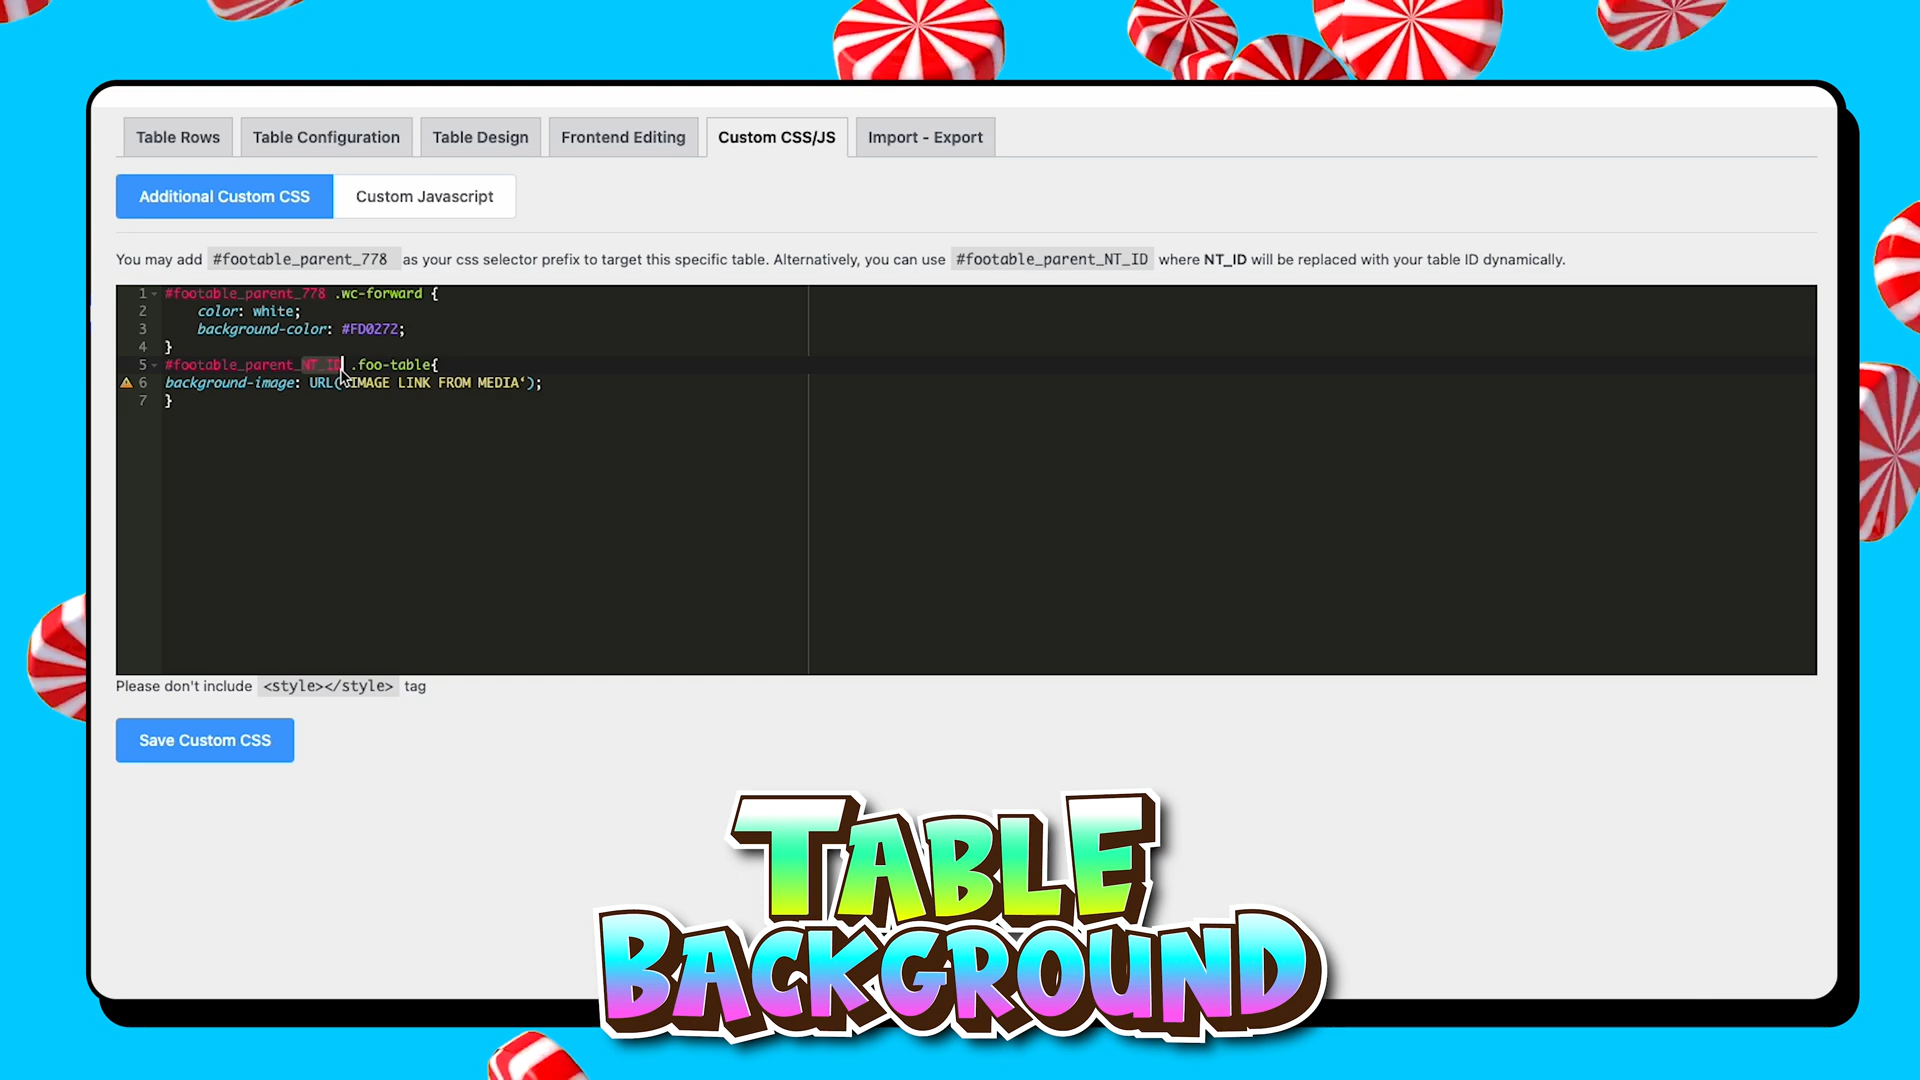 Table Rows Table Configuration Table Design Frontend Editing Custom CSS/JS Import - Export
Additional Custom CSS Custom Javascript
You may add #footable_parent_778 as your css selector prefix to target this specific table. Alternatively, you can use #footable_parent_NT_ID where NT_ID will be replaced with your table ID dynamically.
1 #footable_parent_778 .wc-forward {
2 color: white;
3 background-color: #FD0272;
4 }
5 #footable_parent_NT_ID .foo-table{
6 background-image: URL(‘IMAGE LINK FROM MEDIA‘);
7 }
Please don't include <style></style> tag
Save Custom CSS
TABLE
BACKGROUND